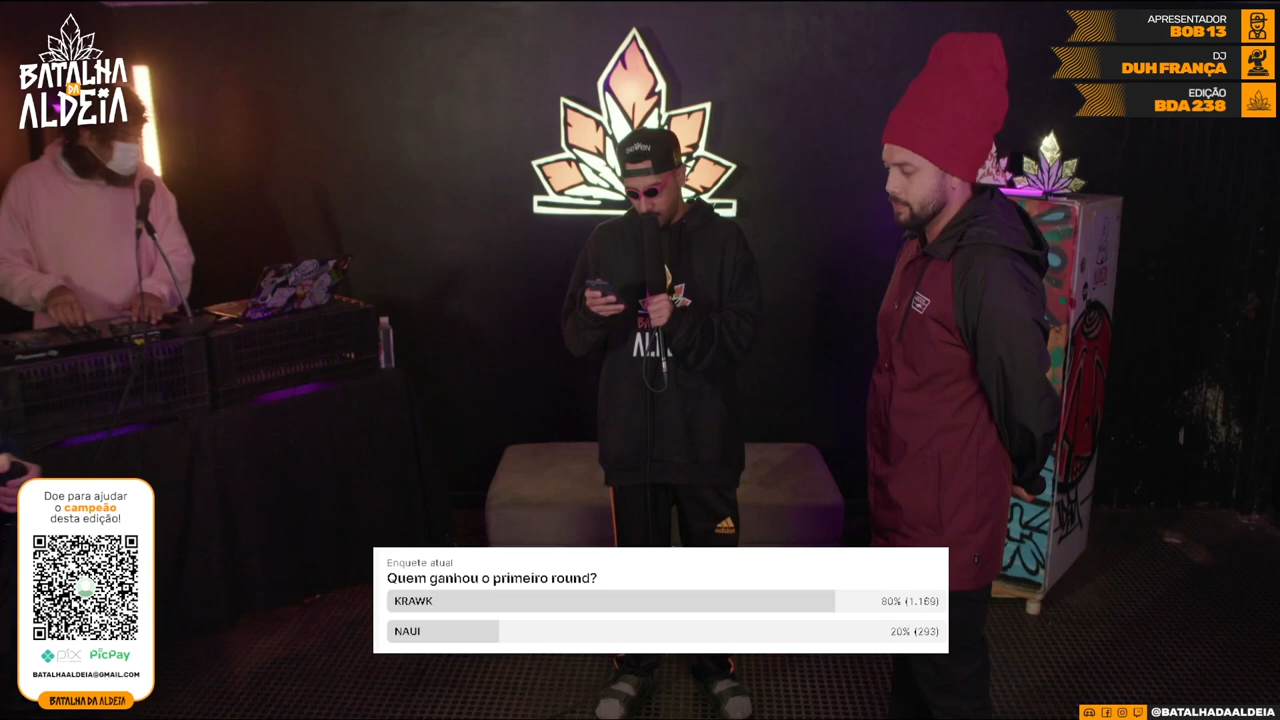 BATALHA
DA
ALDEIA
APRESENTADOR
BOB 13
DJ
DUH FRANÇA
EDIÇÃO
BDA 238
SEVVEN
adidas
Doe para ajudar
o campeão
desta edição!
pix PicPay
BATALHAALDEIA@GMAIL.COM
BATALHA DA ALDEIA
Enquete atual
Quem ganhou o primeiro round?
KRAWK 80% (1.169)
NAUI 20% (293)
@BATALHADAALDEIA